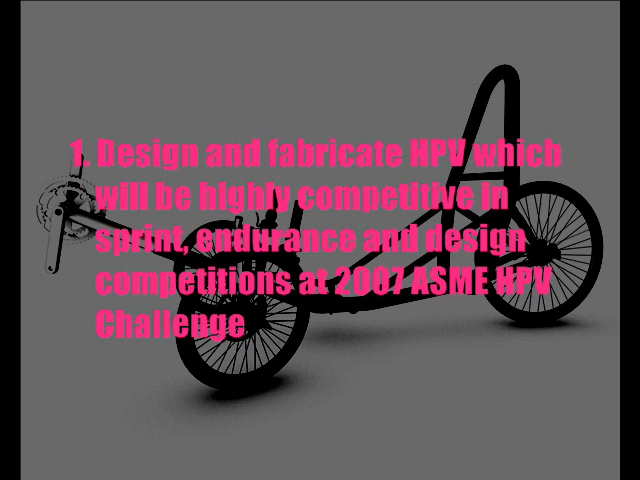 1. Design and fabricate HPV which
will be highly competitive in
sprint, endurance and design
competitions at 2007 ASME HPV
Challenge